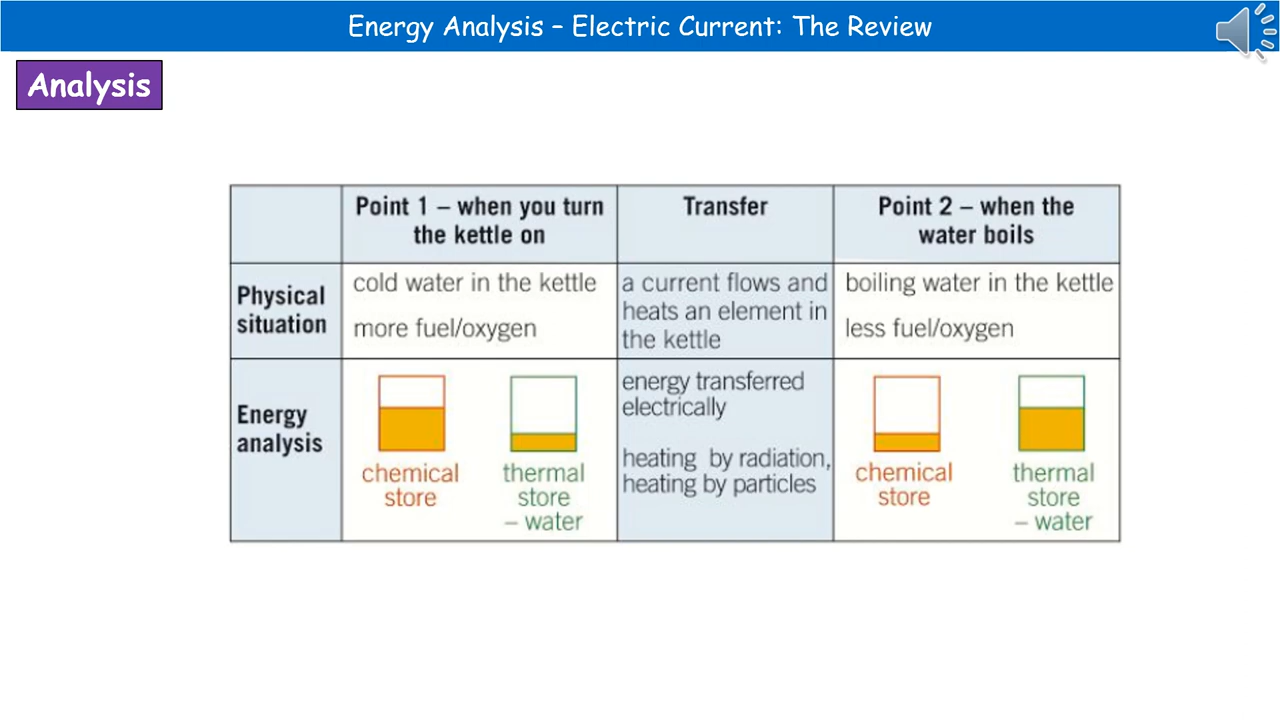 Energy Analysis – Electric Current: The Review
Analysis
Point 1 – when you turn
the kettle on
Transfer
Point 2 – when the
water boils
Physical
situation
cold water in the kettle
more fuel/oxygen
a current flows and
heats an element in
the kettle
boiling water in the kettle
less fuel/oxygen
Energy
analysis
chemical
store
thermal
store
– water
energy transferred
electrically
heating by radiation,
heating by particles
chemical
store
thermal
store
– water